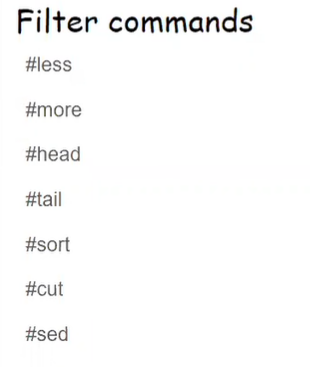 Filter commands
#less
#more
#head
#tail
#sort
#cut
#sed